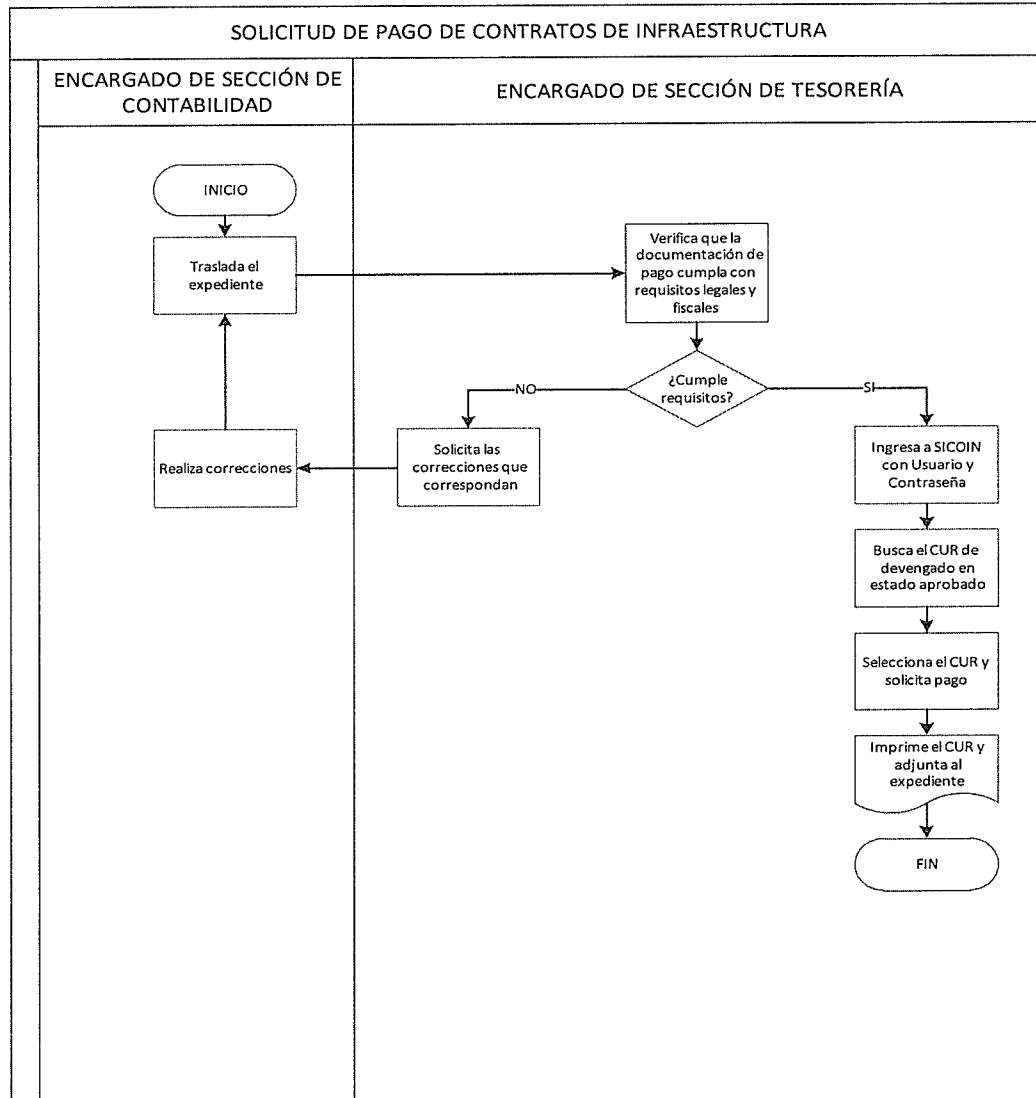 SOLICITUD DE PAGO DE CONTRATOS DE INFRAESTRUCTURA
ENCARGADO DE SECCIÓN DE
CONTABILIDAD
ENCARGADO DE SECCIÓN DE TESORERÍA
INICIO
Traslada el
expediente
Verifica que la
documentación de
pago cumpla con
requisitos legales y
fiscales
¿Cumple
requisitos?
NO
SI
Solicita las
correcciones que
correspondan
Realiza correcciones
Ingresa a SICOIN
con Usuario y
Contraseña
Busca el CUR de
devengado en
estado aprobado
Selecciona el CUR y
solicita pago
Imprime el CUR y
adjunta al
expediente
FIN